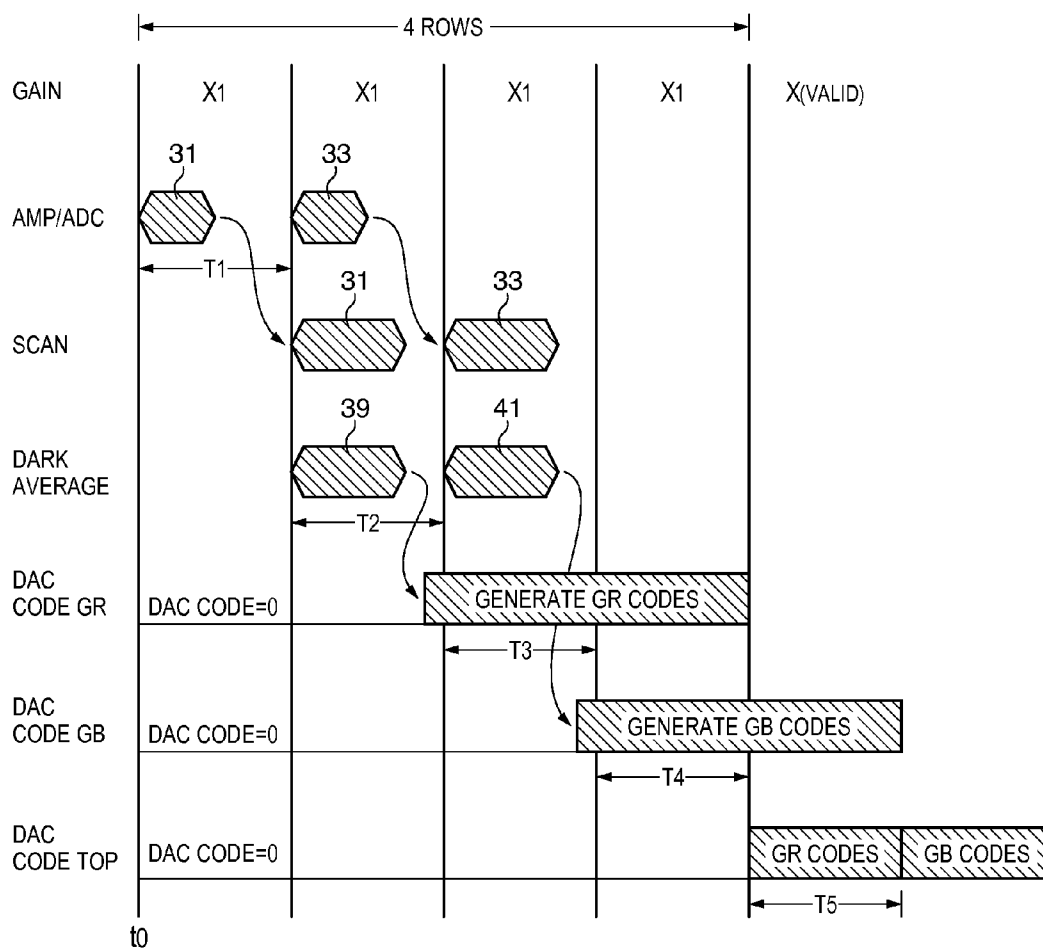 4 ROWS
GAIN X1 X1 X1 X1 X(VALID)
31 33
AMP/ADC
T1
31 33
SCAN
39 41
DARK
AVERAGE
T2
DAC
CODE GR DAC CODE=0 GENERATE GR CODES
T3
DAC
CODE GB DAC CODE=0 GENERATE GB CODES
T4
DAC
CODE TOP DAC CODE=0 GR CODES GB CODES
T5
t0